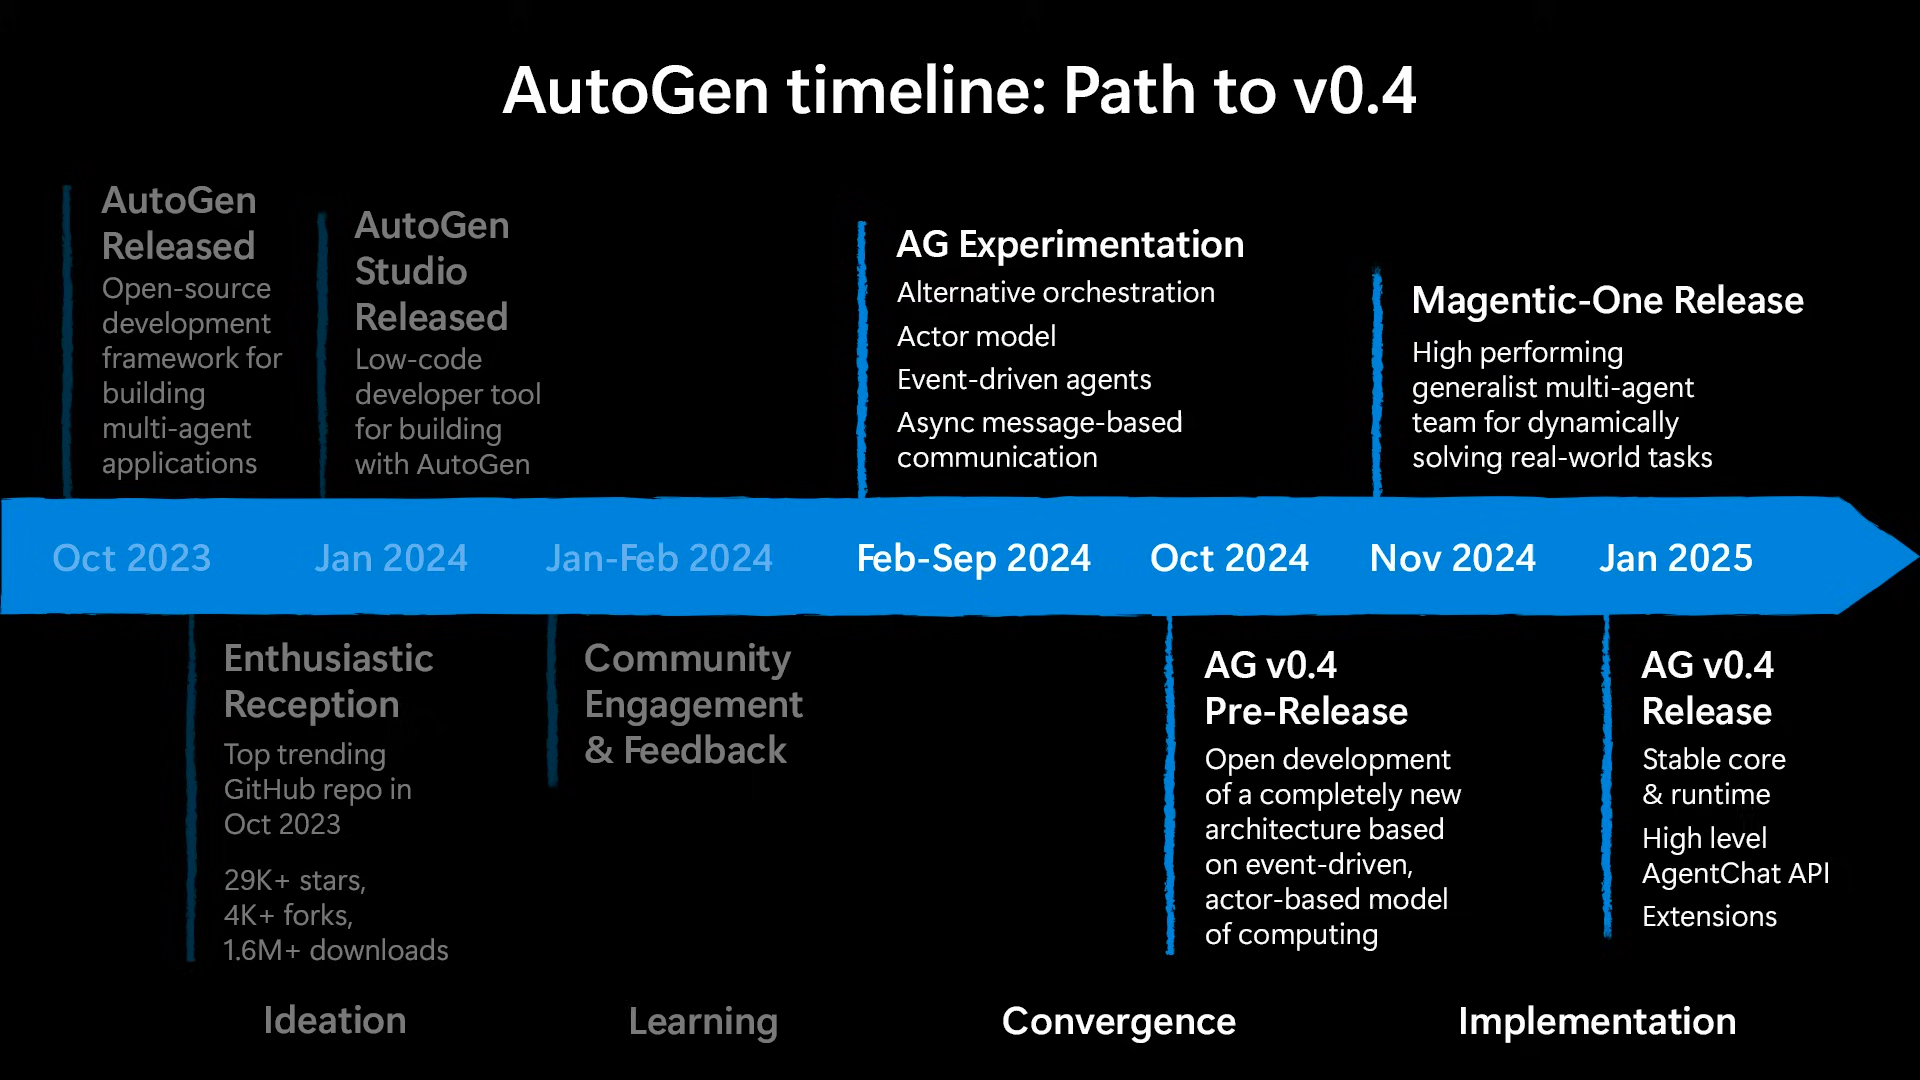 AutoGen timeline: Path to v0.4
AutoGen
Released
Open-source
development
framework for
building
multi-agent
applications
AutoGen
Studio
Released
Low-code
developer tool
for building
with AutoGen
AG Experimentation
Alternative orchestration
Actor model
Event-driven agents
Async message-based
communication
Magentic-One Release
High performing
generalist multi-agent
team for dynamically
solving real-world tasks
Oct 2023
Jan 2024
Jan-Feb 2024
Feb-Sep 2024
Oct 2024
Nov 2024
Jan 2025
Enthusiastic
Reception
Top trending
GitHub repo in
Oct 2023
29K+ stars,
4K+ forks,
1.6M+ downloads
Community
Engagement
& Feedback
AG v0.4
Pre-Release
Open development
of a completely new
architecture based
on event-driven,
actor-based model
of computing
AG v0.4
Release
Stable core
& runtime
High level
AgentChat API
Extensions
Ideation
Learning
Convergence
Implementation